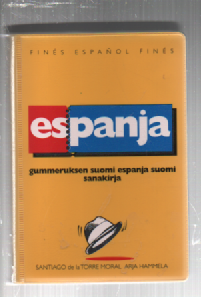 FINÉS ESPAÑOL FINÉS
espanja
gummeruksen suomi espanja suomi
sanakirja
SANTIAGO de la TORRE MORAL ARJA HAMMELA